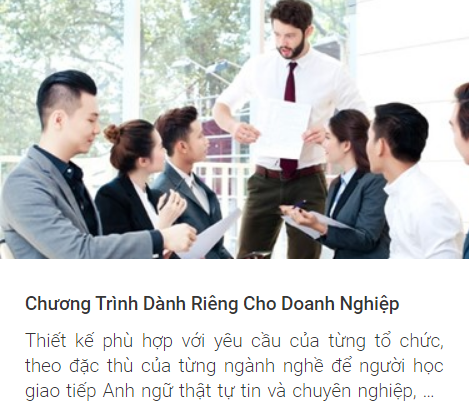 Chương Trình Dành Riêng Cho Doanh Nghiệp
Thiết kế phù hợp với yêu cầu của từng tổ chức,
theo đặc thù của từng ngành nghề để người học
giao tiếp Anh ngữ thật tự tin và chuyên nghiệp, ...